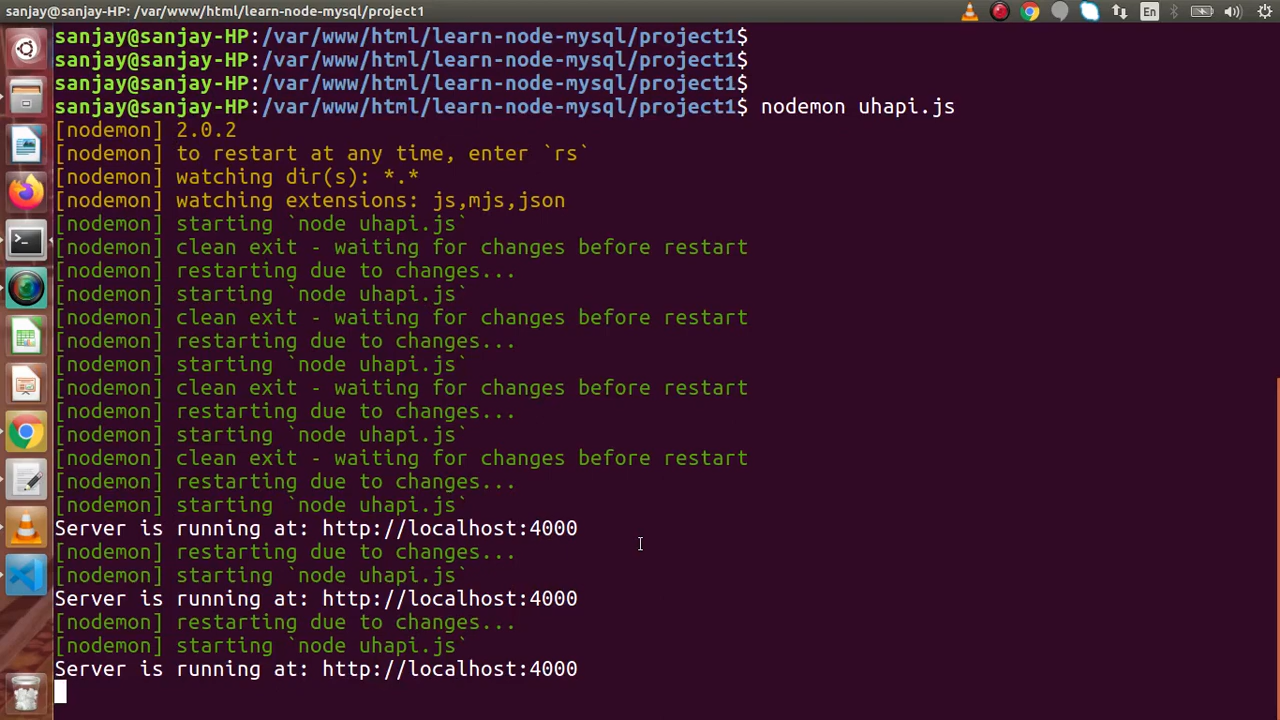 sanjay@sanjay-HP: /var/www/html/learn-node-mysql/project1
En
sanjay@sanjay-HP:/var/www/html/learn-node-mysql/project1$
sanjay@sanjay-HP:/var/www/html/learn-node-mysql/project1$
sanjay@sanjay-HP:/var/www/html/learn-node-mysql/project1$
sanjay@sanjay-HP:/var/www/html/learn-node-mysql/project1$ nodemon uhapi.js
[nodemon] 2.0.2
[nodemon] to restart at any time, enter `rs`
[nodemon] watching dir(s): *.*
[nodemon] watching extensions: js,mjs,json
[nodemon] starting `node uhapi.js`
[nodemon] clean exit - waiting for changes before restart
[nodemon] restarting due to changes...
[nodemon] starting `node uhapi.js`
[nodemon] clean exit - waiting for changes before restart
[nodemon] restarting due to changes...
[nodemon] starting `node uhapi.js`
[nodemon] clean exit - waiting for changes before restart
[nodemon] restarting due to changes...
[nodemon] starting `node uhapi.js`
[nodemon] clean exit - waiting for changes before restart
[nodemon] restarting due to changes...
[nodemon] starting `node uhapi.js`
Server is running at: http://localhost:4000
[nodemon] restarting due to changes...
[nodemon] starting `node uhapi.js`
Server is running at: http://localhost:4000
[nodemon] restarting due to changes...
[nodemon] starting `node uhapi.js`
Server is running at: http://localhost:4000